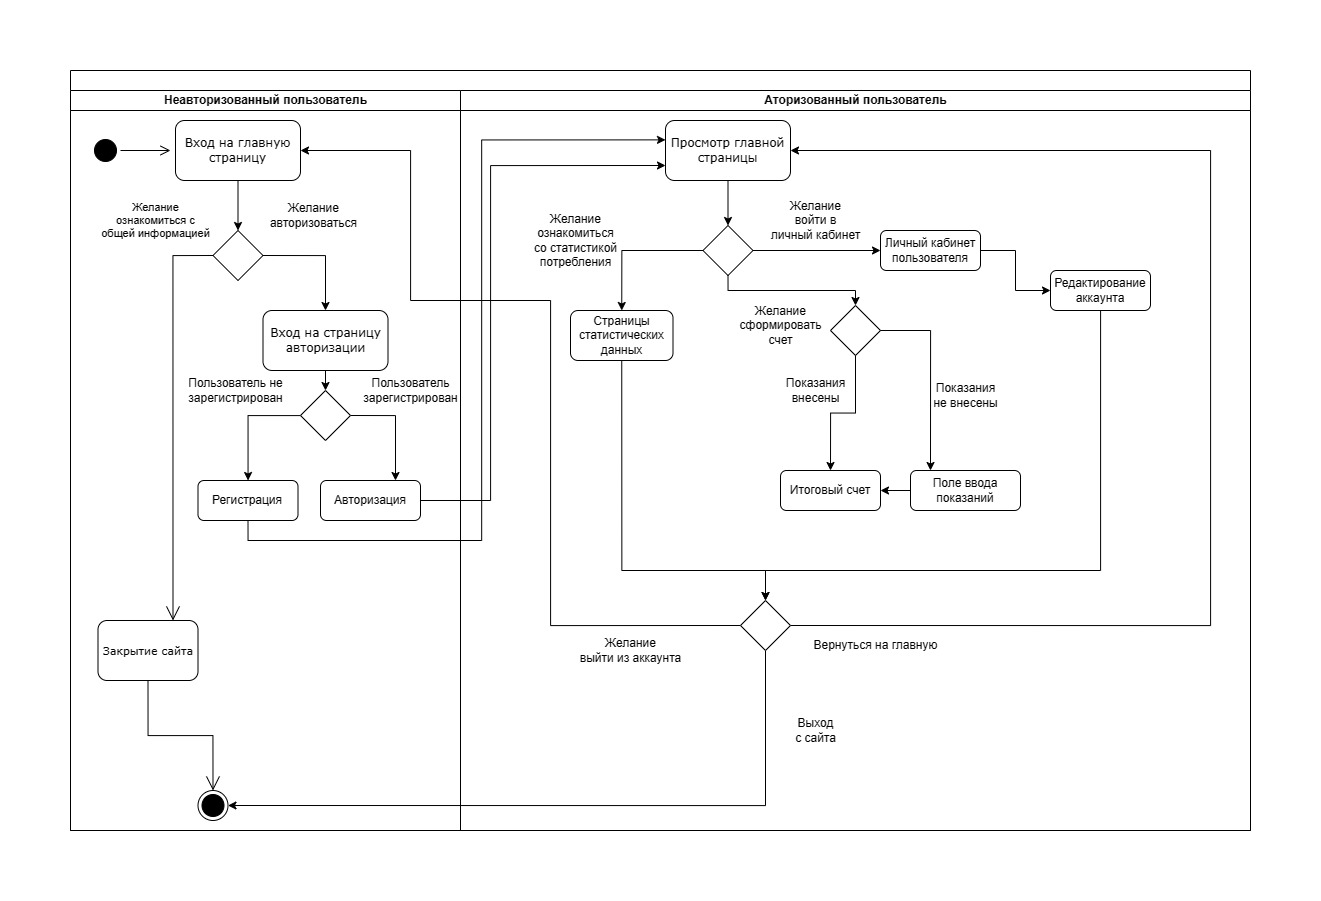 Неавторизованный пользователь
Аторизованный пользователь
Вход на главную
страницу
Просмотр главной
страницы
Желание
ознакомиться с
общей информацией
Желание
авторизоваться
Желание
ознакомиться
со статистикой
потребления
Желание
войти в
личный кабинет
Личный кабинет
пользователя
Редактирование
аккаунта
Вход на страницу
авторизации
Страницы
статистических
данных
Желание
сформировать
счет
Пользователь не
зарегистрирован
Пользователь
зарегистрирован
Показания
внесены
Показания
не внесены
Регистрация
Авторизация
Итоговый счет
Поле ввода
показаний
Закрытие сайта
Желание
выйти из аккаунта
Вернуться на главную
Выход
с сайта